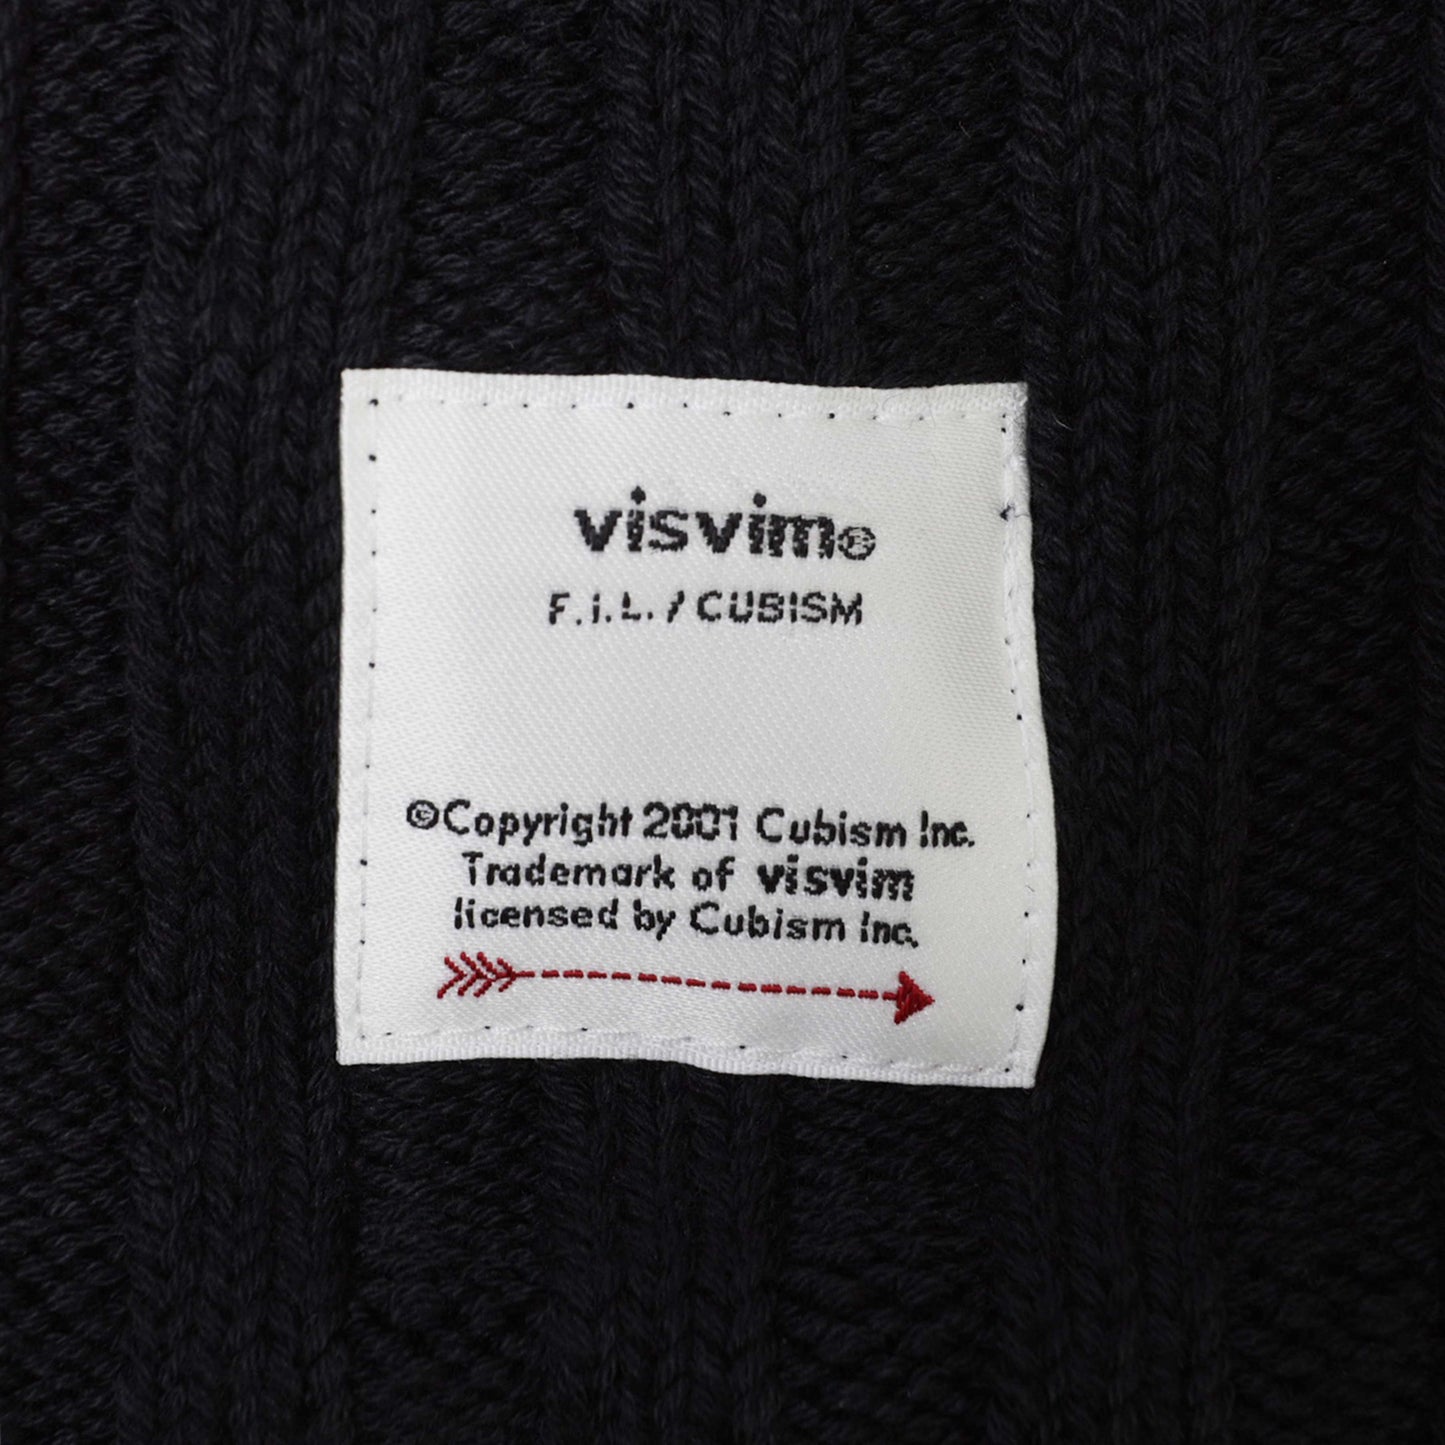 visvim®
F.I.L. / CUBISM
©Copyright 2001 Cubism Inc.
Trademark of visvim
licensed by Cubism Inc.